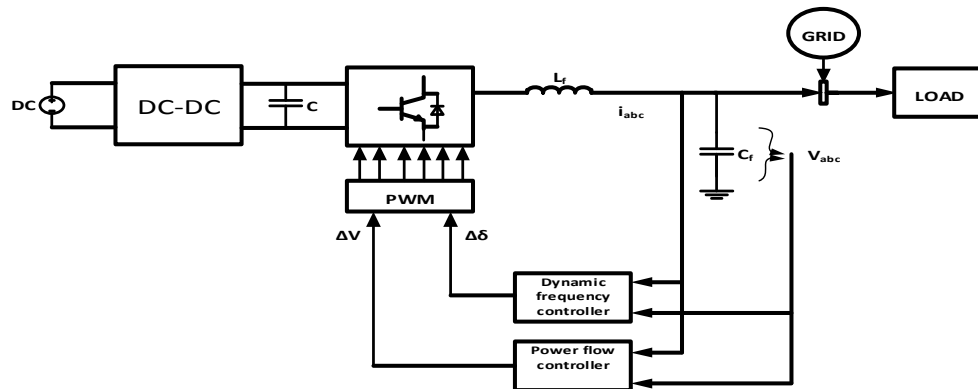 GRID
DC
DC-DC
C
L_f
i_abc
C_f
V_abc
LOAD
PWM
ΔV
Δδ
Dynamic
frequency
controller
Power flow
controller